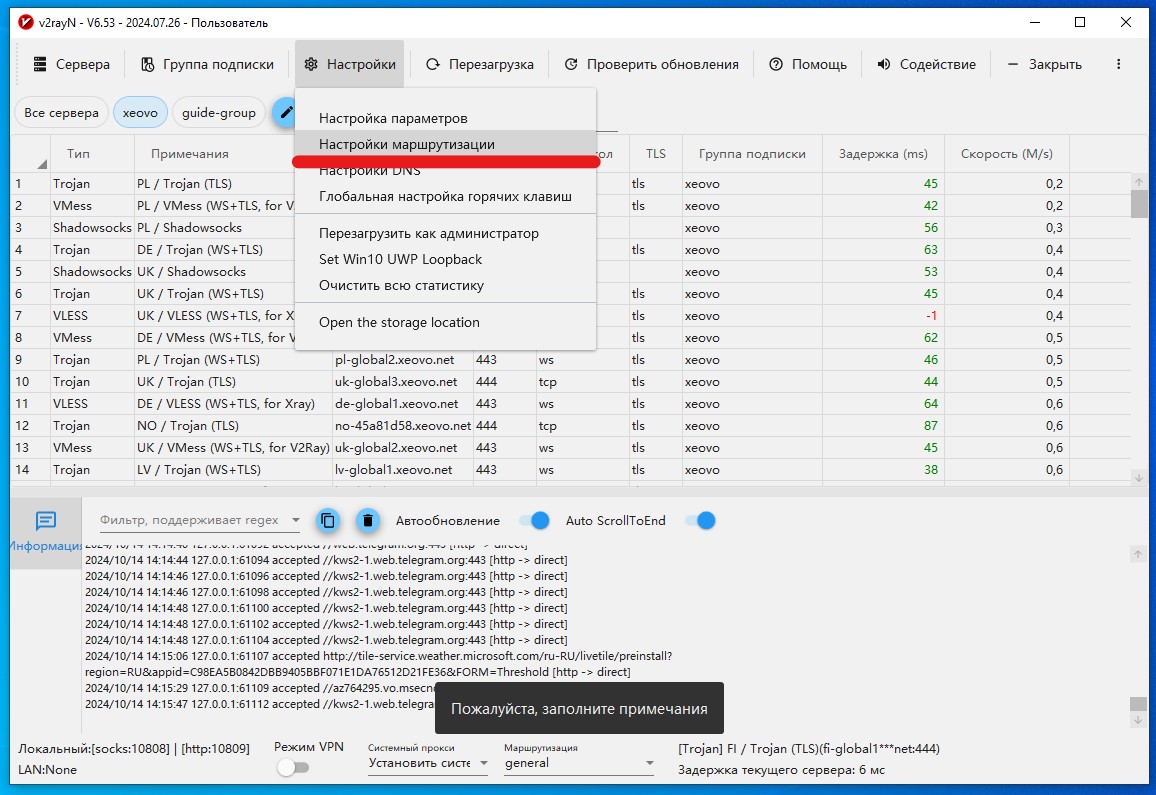 v2rayN - V6.53 - 2024.07.26 - Пользователь
Сервера Группа подписки Настройки Перезагрузка Проверить обновления Помощь Содействие Закрыть
Все сервера xeovo guide-group
Настройка параметров
Настройки маршрутизации
Настройки DNS
Глобальная настройка горячих клавиш
Перезагрузить как администратор
Set Win10 UWP Loopback
Очистить всю статистику
Open the storage location
Тип Примечания TLS Группа подписки Задержка (ms) Скорость (M/s)
1 Trojan PL / Trojan (TLS) tls xeovo 45 0,2
2 VMess PL / VMess (WS+TLS, for V tls xeovo 42 0,2
3 Shadowsocks PL / Shadowsocks xeovo 56 0,3
4 Trojan DE / Trojan (WS+TLS) tls xeovo 63 0,4
5 Shadowsocks UK / Shadowsocks xeovo 53 0,4
6 Trojan UK / Trojan (WS+TLS) tls xeovo 45 0,4
7 VLESS UK / VLESS (WS+TLS, for X tls xeovo -1 0,4
8 VMess DE / VMess (WS+TLS, for V tls xeovo 62 0,5
9 Trojan PL / Trojan (WS+TLS) pl-global2.xeovo.net 443 ws tls xeovo 46 0,5
10 Trojan UK / Trojan (TLS) uk-global3.xeovo.net 444 tcp tls xeovo 44 0,5
11 VLESS DE / VLESS (WS+TLS, for Xray) de-global1.xeovo.net 443 ws tls xeovo 64 0,6
12 Trojan NO / Trojan (TLS) no-45a81d58.xeovo.net 444 tcp tls xeovo 87 0,6
13 VMess UK / VMess (WS+TLS, for V2Ray) uk-global2.xeovo.net 443 ws tls xeovo 45 0,6
14 Trojan LV / Trojan (WS+TLS) lv-global1.xeovo.net 443 ws tls xeovo 38 0,6
Информация
Фильтр, поддерживает regex Автообновление Auto ScrollToEnd
2024/10/14 14:14:44 127.0.0.1:61092 accepted //web.telegram.org:443 [http -> direct]
2024/10/14 14:14:44 127.0.0.1:61094 accepted //kws2-1.web.telegram.org:443 [http -> direct]
2024/10/14 14:14:46 127.0.0.1:61096 accepted //kws2-1.web.telegram.org:443 [http -> direct]
2024/10/14 14:14:46 127.0.0.1:61098 accepted //kws2-1.web.telegram.org:443 [http -> direct]
2024/10/14 14:14:48 127.0.0.1:61100 accepted //kws2-1.web.telegram.org:443 [http -> direct]
2024/10/14 14:14:48 127.0.0.1:61102 accepted //kws2-1.web.telegram.org:443 [http -> direct]
2024/10/14 14:14:48 127.0.0.1:61104 accepted //kws2-1.web.telegram.org:443 [http -> direct]
2024/10/14 14:15:06 127.0.0.1:61107 accepted http://tile-service.weather.microsoft.com/ru-RU/livetile/preinstall?
region=RU&appid=C98EA5B0842DBB9405BBF071E1DA76512D21FE36&FORM=Threshold [http -> direct]
2024/10/14 14:15:29 127.0.0.1:61109 accepted //az764295.vo.msecnd
2024/10/14 14:15:47 127.0.0.1:61112 accepted //kws2-1.web.telegra
Пожалуйста, заполните примечания
Локальный:[socks:10808] | [http:10809]
LAN:None
Режим VPN
Системный прокси
Установить систе
Маршрутизация
general
[Trojan] FI / Trojan (TLS)(fi-global1***net:444)
Задержка текущего сервера: 6 мс